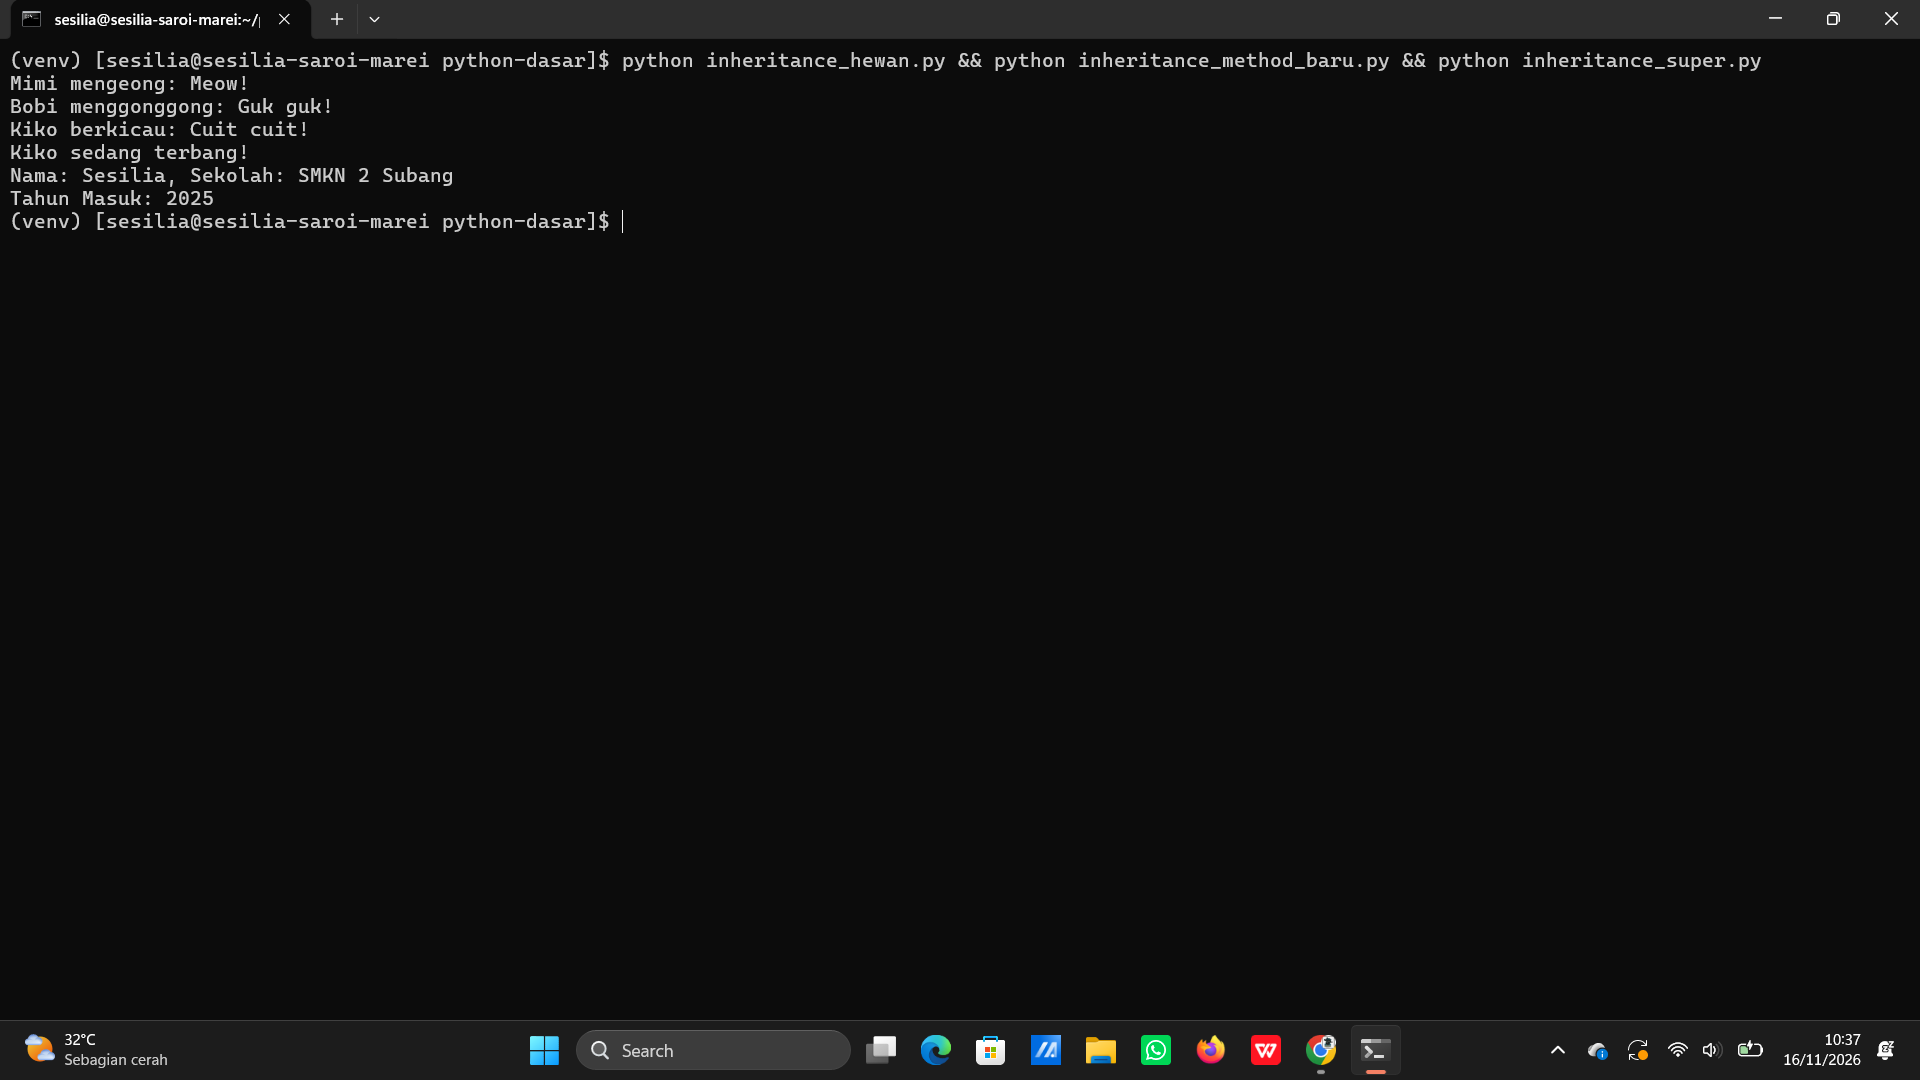 sesilia@sesilia-saroi-marei:~/
(venv) [sesilia@sesilia-saroi-marei python-dasar]$ python inheritance_hewan.py && python inheritance_method_baru.py && python inheritance_super.py
Mimi mengeong: Meow!
Bobi menggonggong: Guk guk!
Kiko berkicau: Cuit cuit!
Kiko sedang terbang!
Nama: Sesilia, Sekolah: SMKN 2 Subang
Tahun Masuk: 2025
(venv) [sesilia@sesilia-saroi-marei python-dasar]$
32°C
Sebagian cerah
Search
10:37
16/11/2026